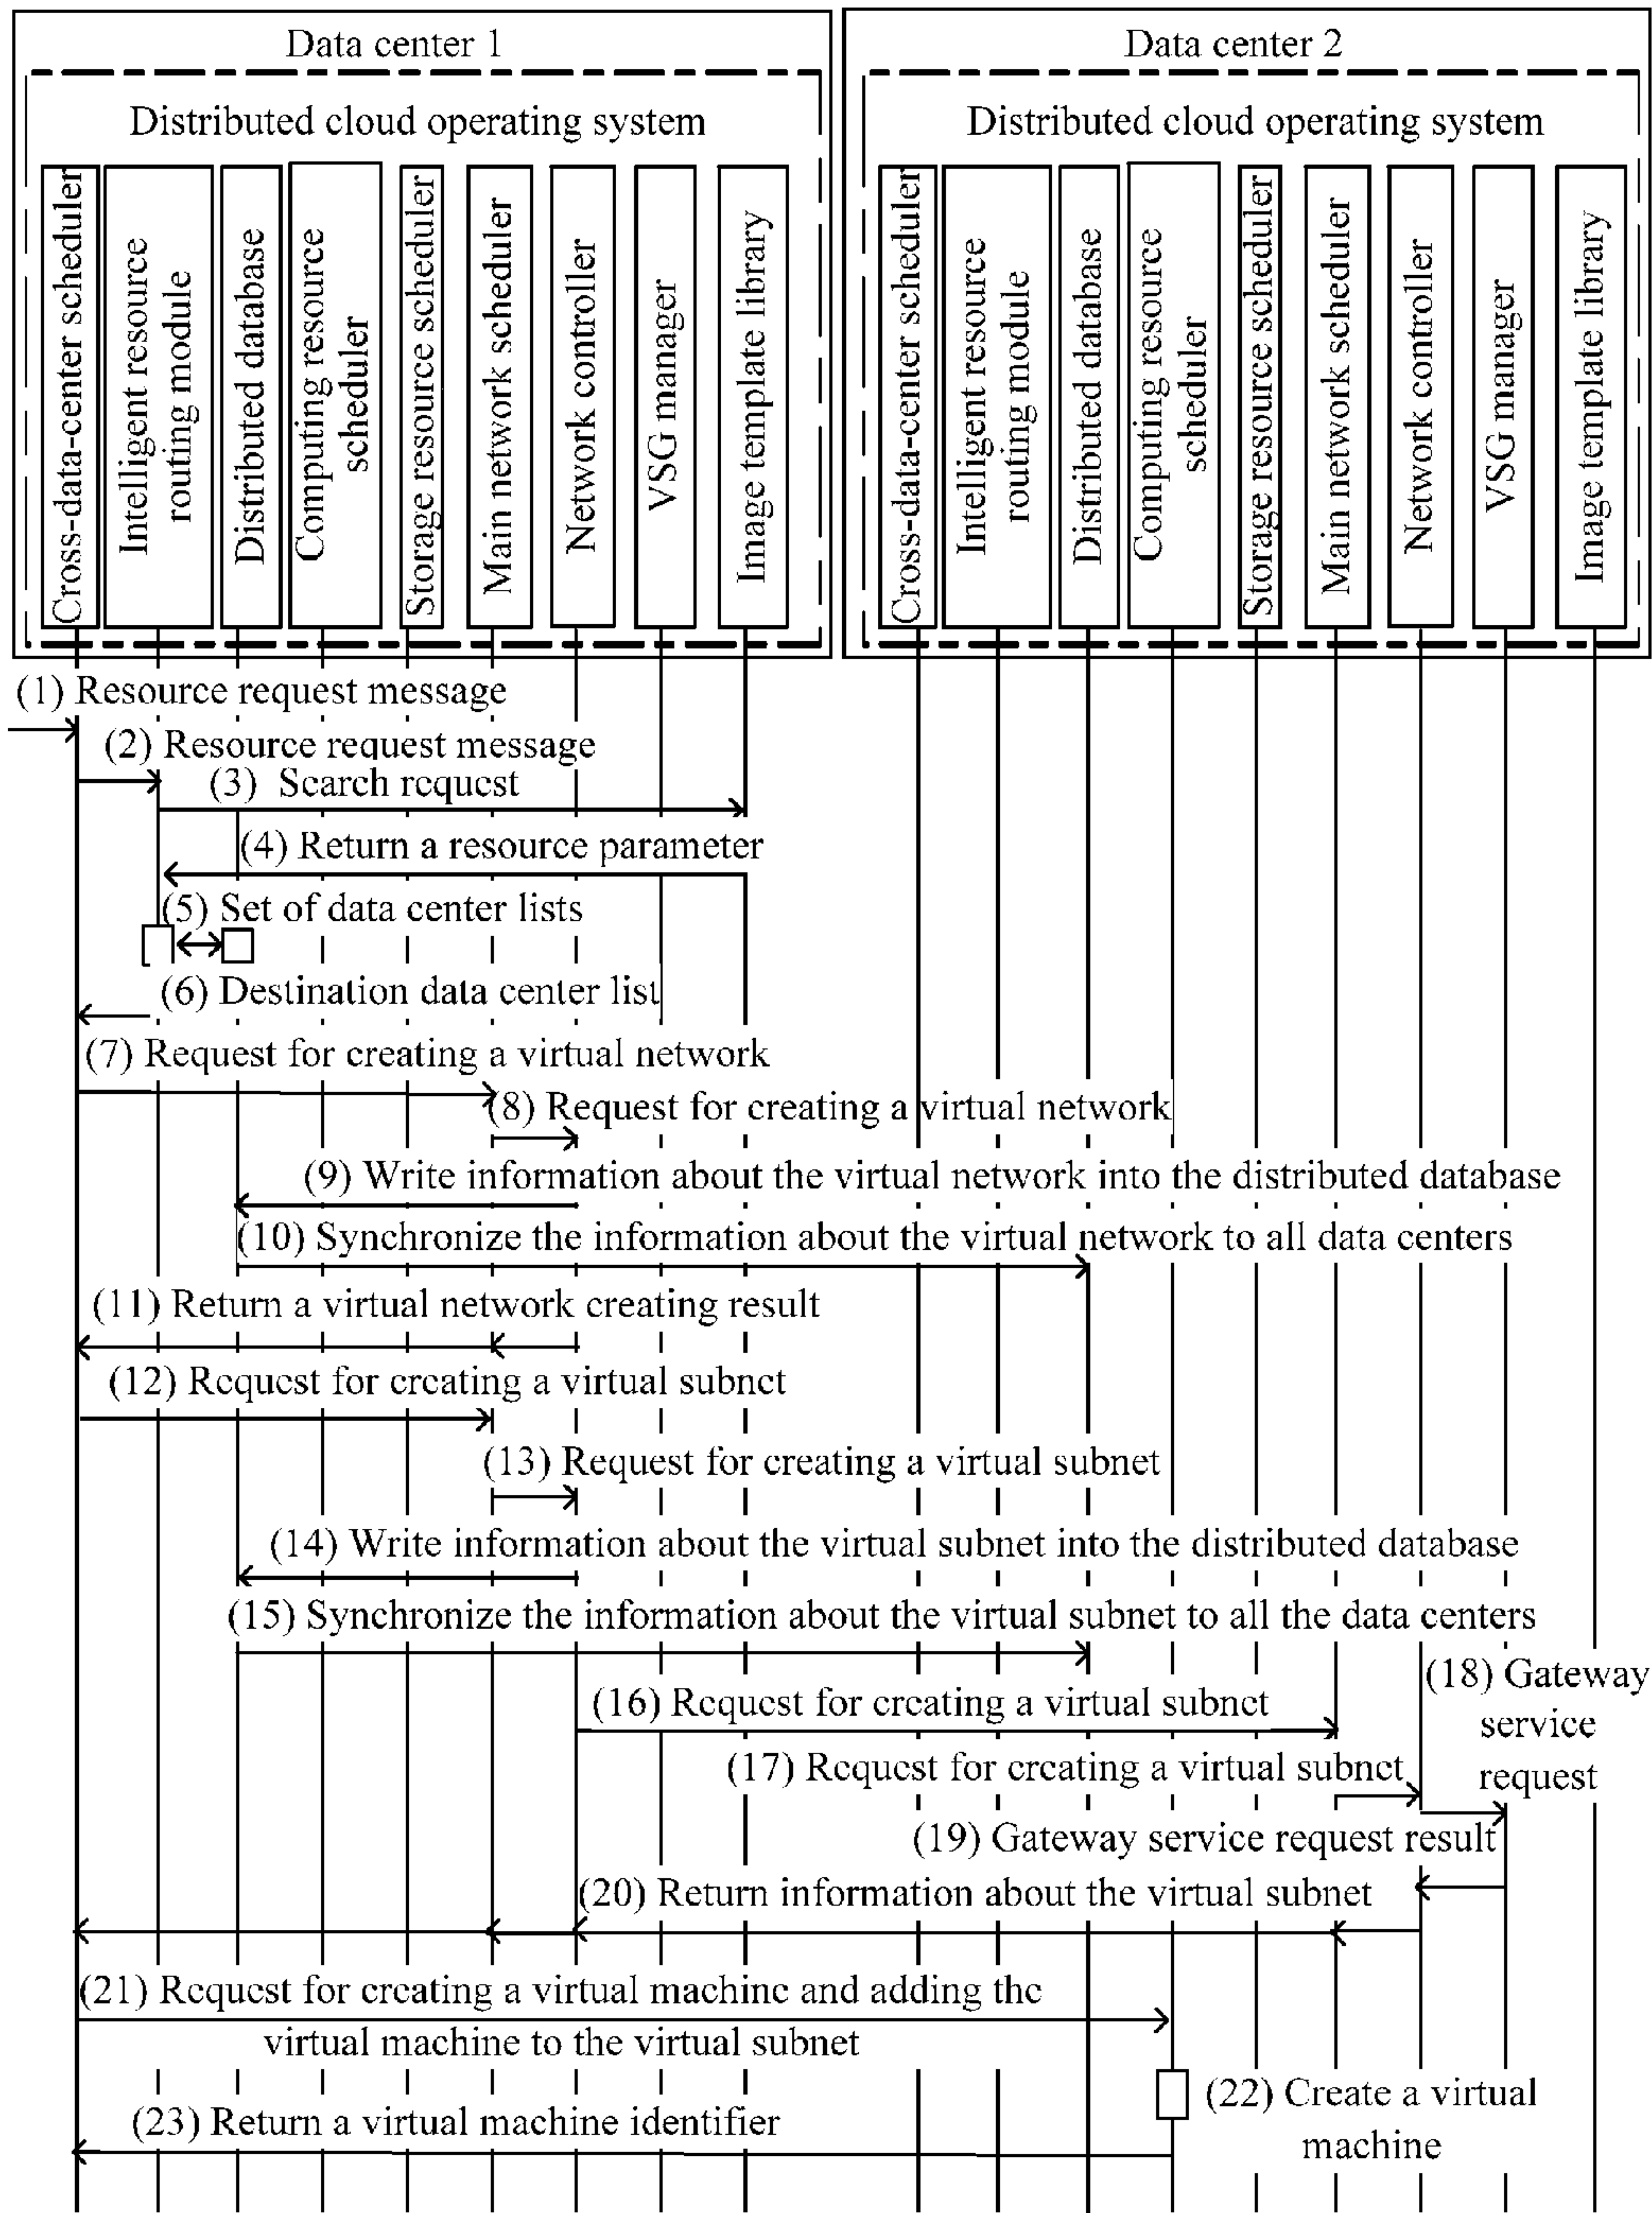 Data center 1
Distributed cloud operating system
Cross-data-center scheduler
Intelligent resource
routing module
Distributed database
Computing resource
scheduler
Storage resource scheduler
Main network scheduler
Network controller
VSG manager
Image template library
Data center 2
Distributed cloud operating system
Cross-data-center scheduler
Intelligent resource
routing module
Distributed database
Computing resource
scheduler
Storage resource scheduler
Main network scheduler
Network controller
VSG manager
Image template library
(1) Resource request message
(2) Resource request message
(3) Search request
(4) Return a resource parameter
(5) Set of data center lists
(6) Destination data center list
(7) Request for creating a virtual network
(8) Request for creating a virtual network
(9) Write information about the virtual network into the distributed database
(10) Synchronize the information about the virtual network to all data centers
(11) Return a virtual network creating result
(12) Request for creating a virtual subnet
(13) Request for creating a virtual subnet
(14) Write information about the virtual subnet into the distributed database
(15) Synchronize the information about the virtual subnet to all the data centers
(16) Request for creating a virtual subnet
(17) Request for creating a virtual subnet
(18) Gateway
service
request
(19) Gateway service request result
(20) Return information about the virtual subnet
(21) Request for creating a virtual machine and adding the
virtual machine to the virtual subnet
(22) Create a virtual
machine
(23) Return a virtual machine identifier